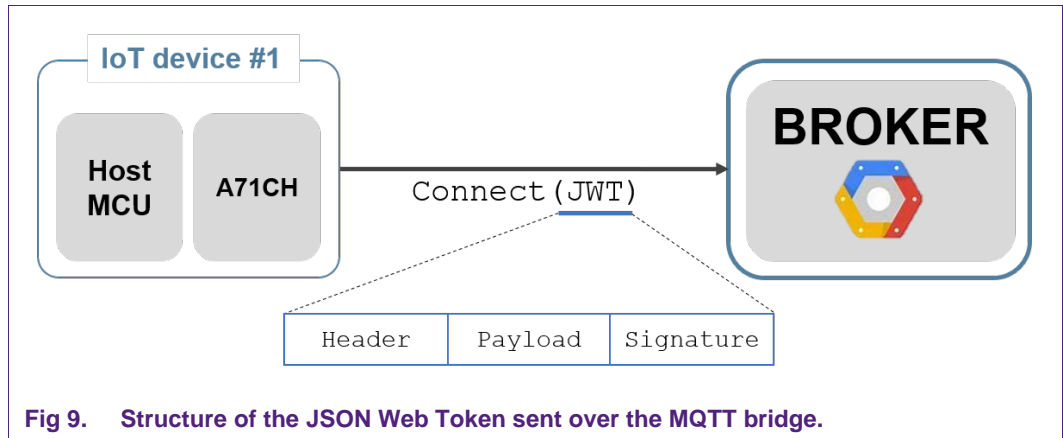 IoT device #1
Host
MCU
A71CH
Connect(JWT)
BROKER
Header
Payload
Signature
Fig 9. Structure of the JSON Web Token sent over the MQTT bridge.